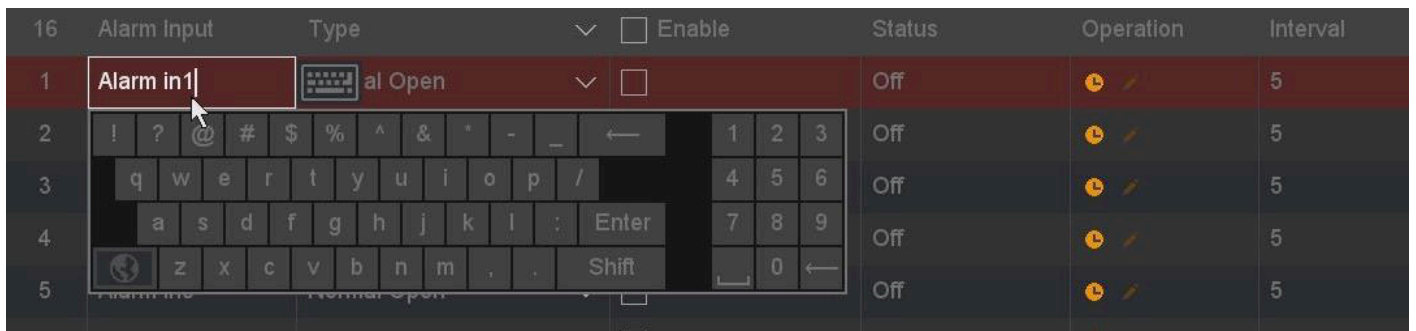 16 Alarm Input Type Enable Status Operation Interval
1 Alarm in1 al Open Off 5
2 ! ? @ # $ % ^ & * - _ ← 1 2 3 Off 5
3 q w e r t y u i o p / 4 5 6 Off 5
4 a s d f g h j k l : Enter 7 8 9 Off 5
z x c v b n m , . Shift 0 ←
5 Normal Open Off 5